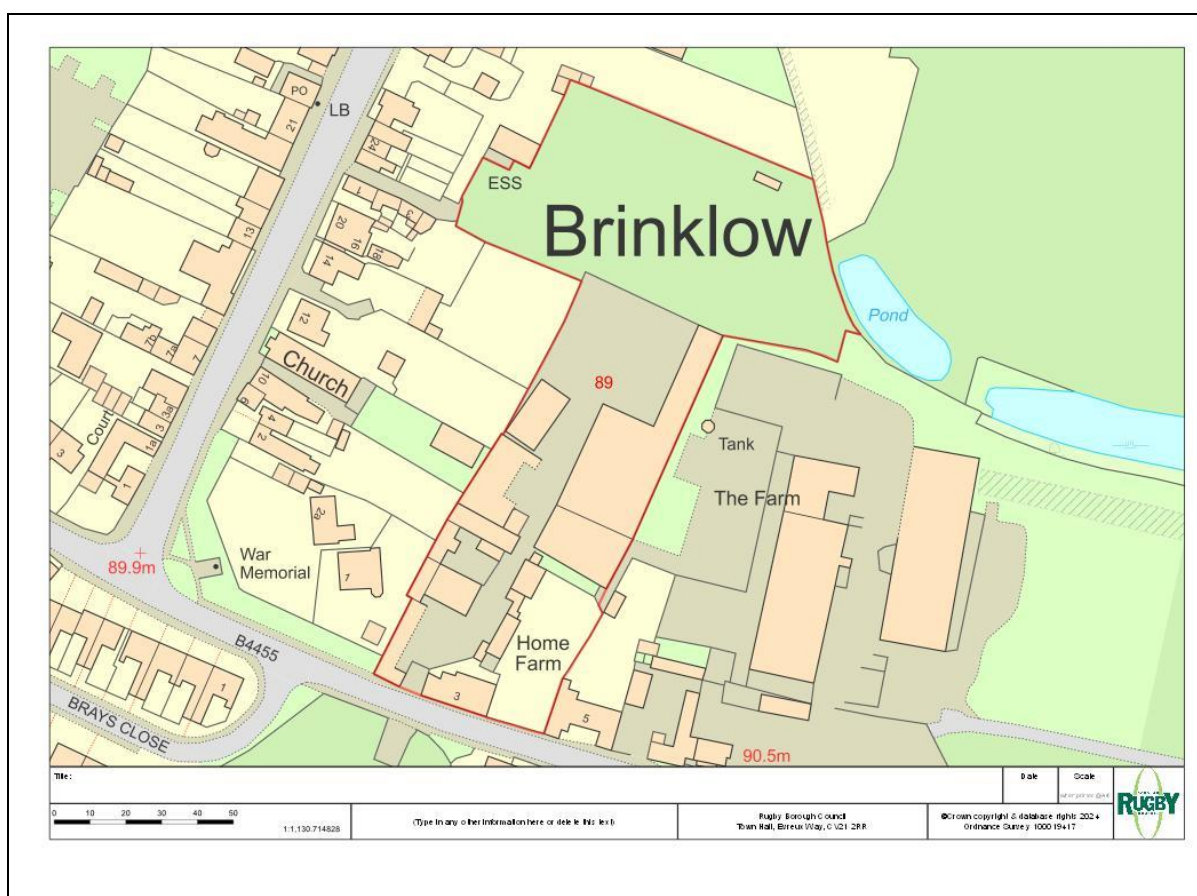 PO
21
LB
24
ESS
1
3
20
16
18
14
13
Brinklow
Pond
12
7b
7a
7
Church
89
10
6
4
2
3a
3
1a
Court
3
1
Tank
The Farm
2a
1
War
Memorial
89.9m
B4455
Home
Farm
3
5
1
BRAYS CLOSE
90.5m
Title:
Date
Scale
0 10 20 30 40 50
1:1,130.714828
(Type in any other information here or delete this text)
Rugby Borough Council
Town Hall, Evreux Way, CV21 2RR
©Crown copyright & database rights 2024
Ordnance Survey 100019417
RUGBY